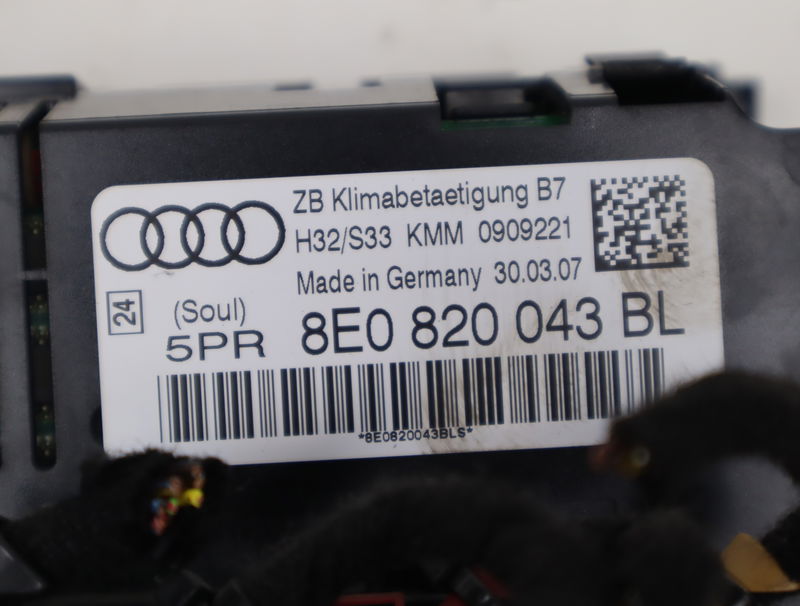 ZB Klimabetaetigung B7
H32/S33 KMM 0909221
Made in Germany 30.03.07
24
(Soul)
5PR
8E0 820 043 BL
*8E0820043BLS*